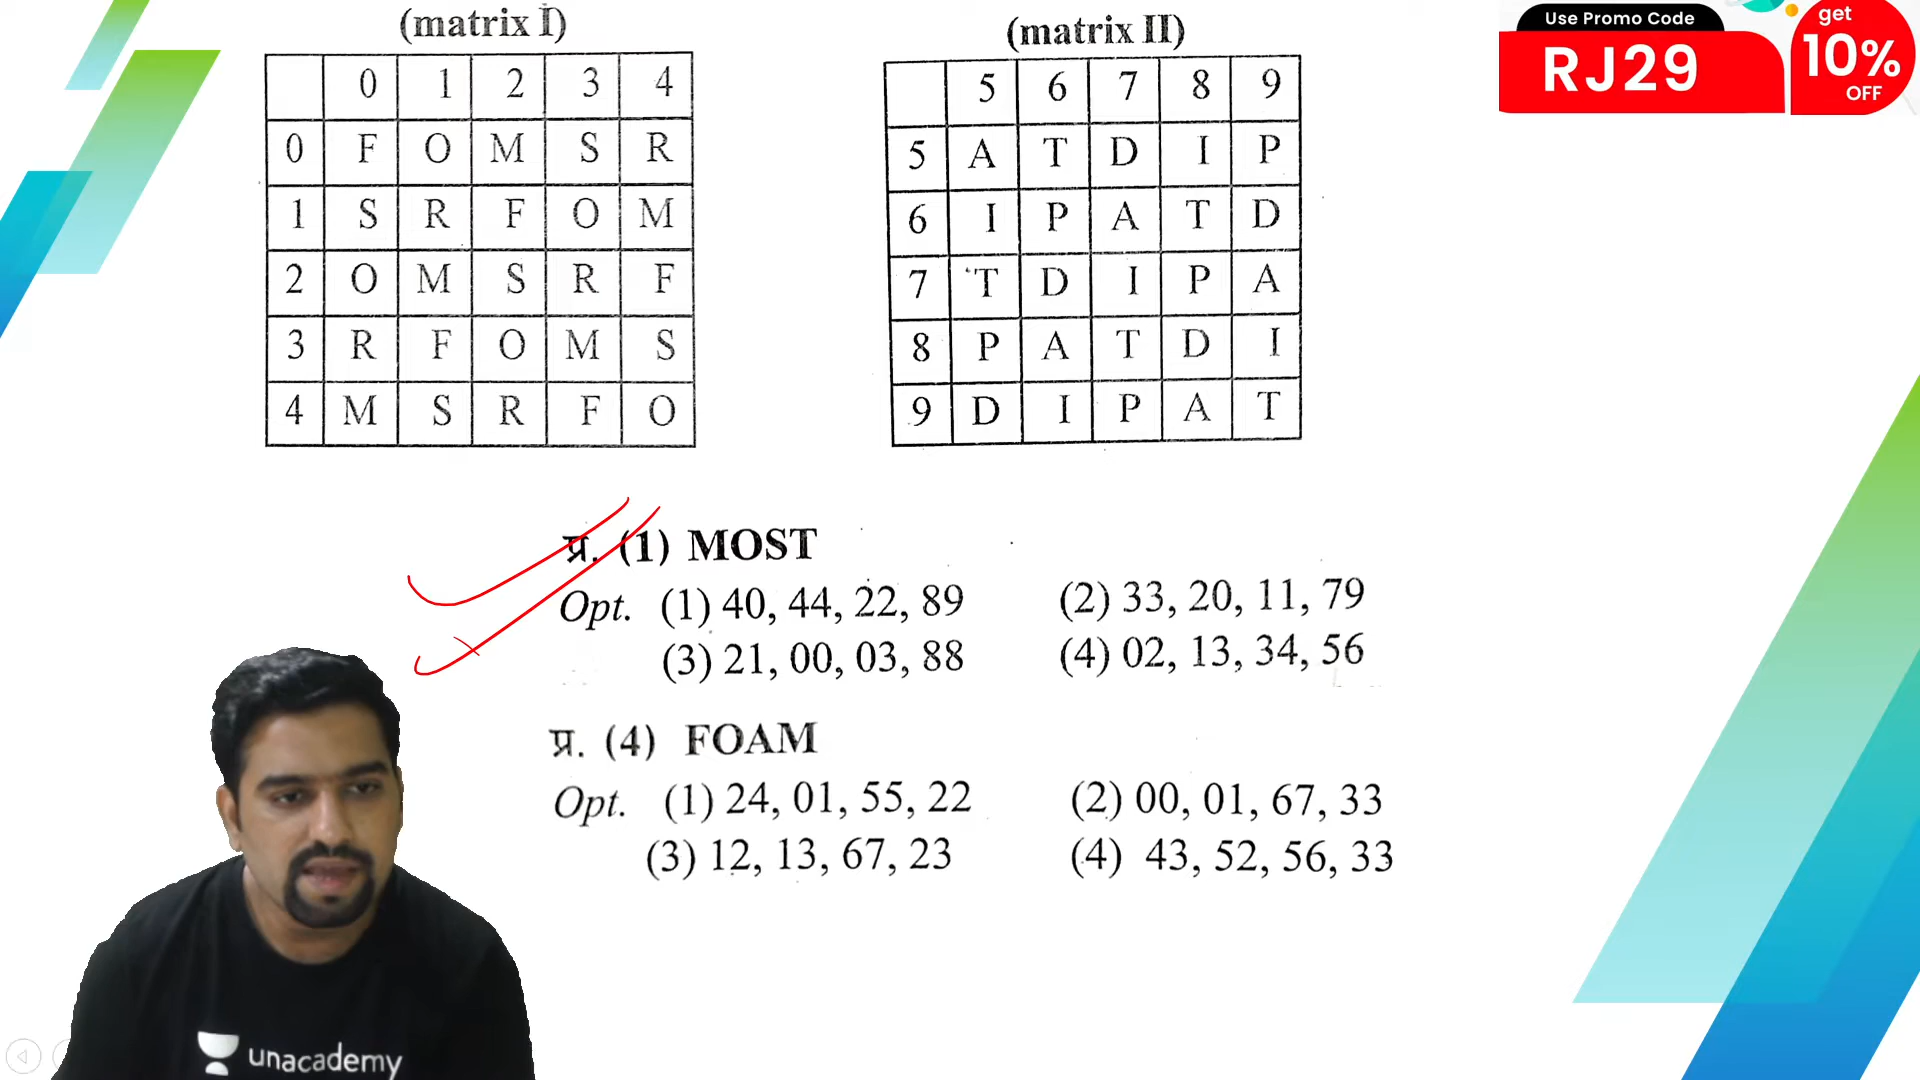 (matrix I)
0 1 2 3 4
0 F O M S R
1 S R F O M
2 O M S R F
3 R F O M S
4 M S R F O
(matrix II)
5 6 7 8 9
5 A T D I P
6 I P A T D
7 T D I P A
8 P A T D I
9 D I P A T
Use Promo Code
RJ29
get
10%
OFF
प्र. (1) MOST
Opt. (1) 40, 44, 22, 89 (2) 33, 20, 11, 79
(3) 21, 00, 03, 88 (4) 02, 13, 34, 56
प्र. (4) FOAM
Opt. (1) 24, 01, 55, 22 (2) 00, 01, 67, 33
(3) 12, 13, 67, 23 (4) 43, 52, 56, 33
unacademy